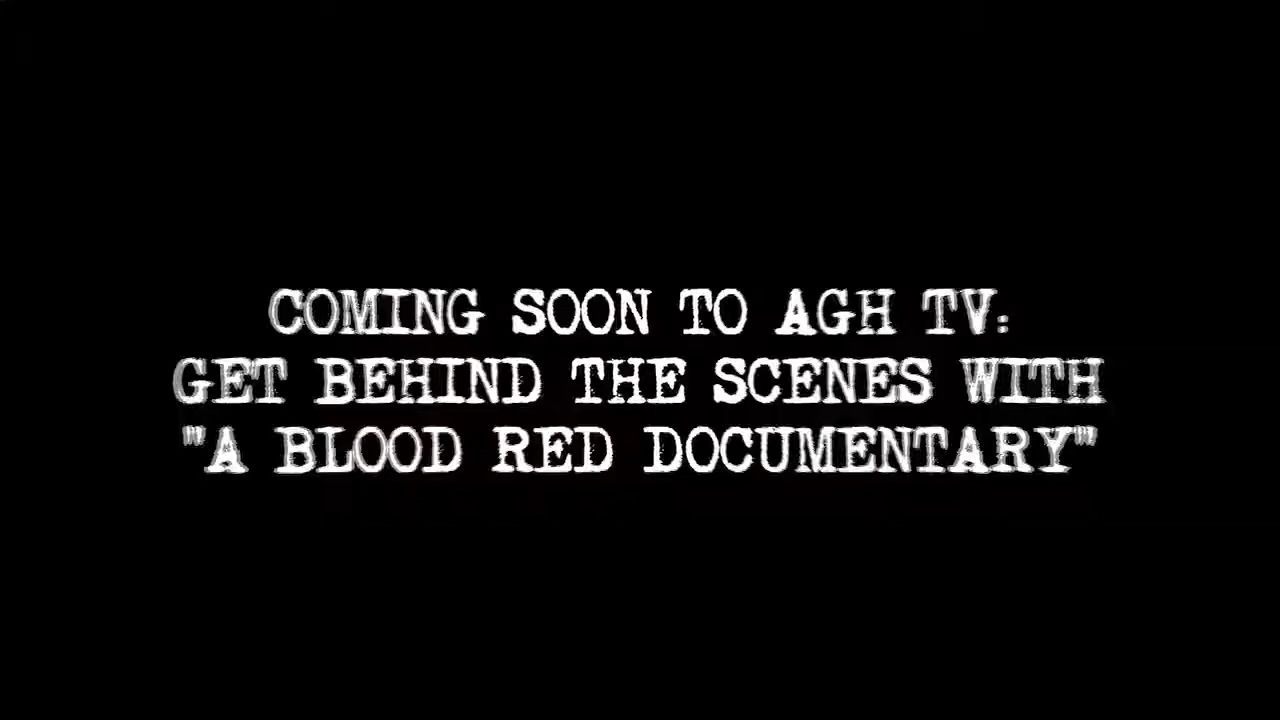 COMING SOON TO AGH TV:
GET BEHIND THE SCENES WITH
"A BLOOD RED DOCUMENTARY"